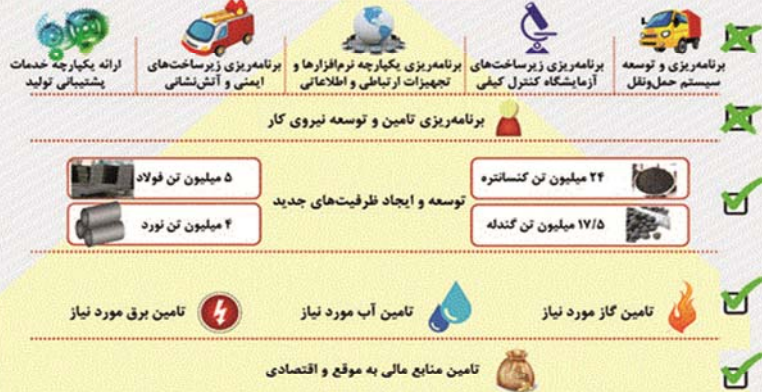 برنامه‌ریزی و توسعه
سیستم حمل‌ونقل
برنامه‌ریزی زیرساخت‌های
آزمایشگاه کنترل کیفی
برنامه‌ریزی یکپارچه نرم‌افزارها و
تجهیزات ارتباطی و اطلاعاتی
برنامه‌ریزی زیرساخت‌های
ایمنی و آتش‌نشانی
ارائه یکپارچه خدمات
پشتیبانی تولید
برنامه‌ریزی تامین و توسعه نیروی کار
۲۴ میلیون تن کنسانتره
۱۷/۵ میلیون تن گندله
توسعه و ایجاد ظرفیت‌های جدید
۵ میلیون تن فولاد
۴ میلیون تن نورد
تامین گاز مورد نیاز
تامین آب مورد نیاز
تامین برق مورد نیاز
تامین منابع مالی به موقع و اقتصادی